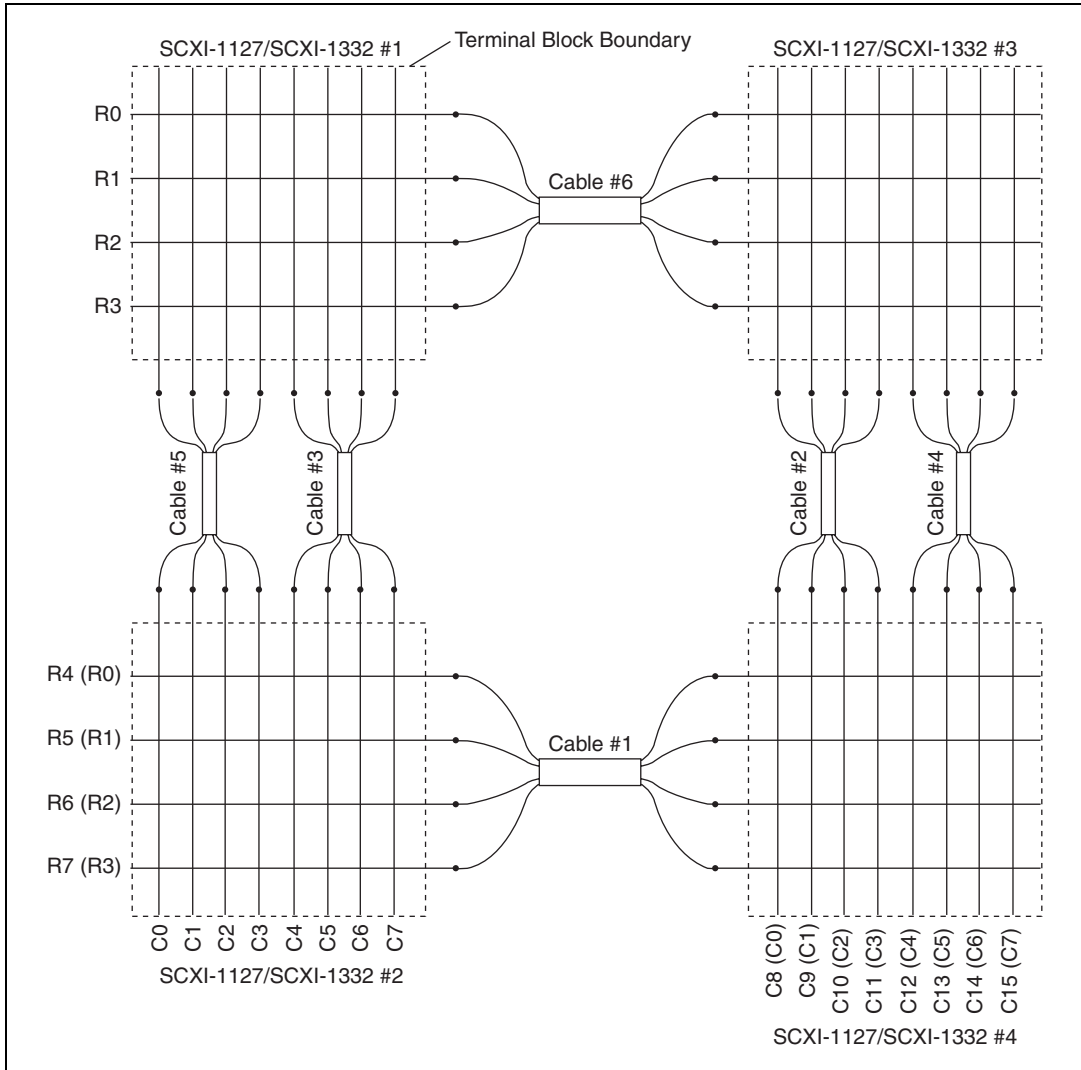 SCXI-1127/SCXI-1332 #1
Terminal Block Boundary
SCXI-1127/SCXI-1332 #3
R0
R1
R2
R3
Cable #6
Cable #5
Cable #3
Cable #2
Cable #4
R4 (R0)
R5 (R1)
R6 (R2)
R7 (R3)
Cable #1
C0
C1
C2
C3
C4
C5
C6
C7
SCXI-1127/SCXI-1332 #2
C8 (C0)
C9 (C1)
C10 (C2)
C11 (C3)
C12 (C4)
C13 (C5)
C14 (C6)
C15 (C7)
SCXI-1127/SCXI-1332 #4